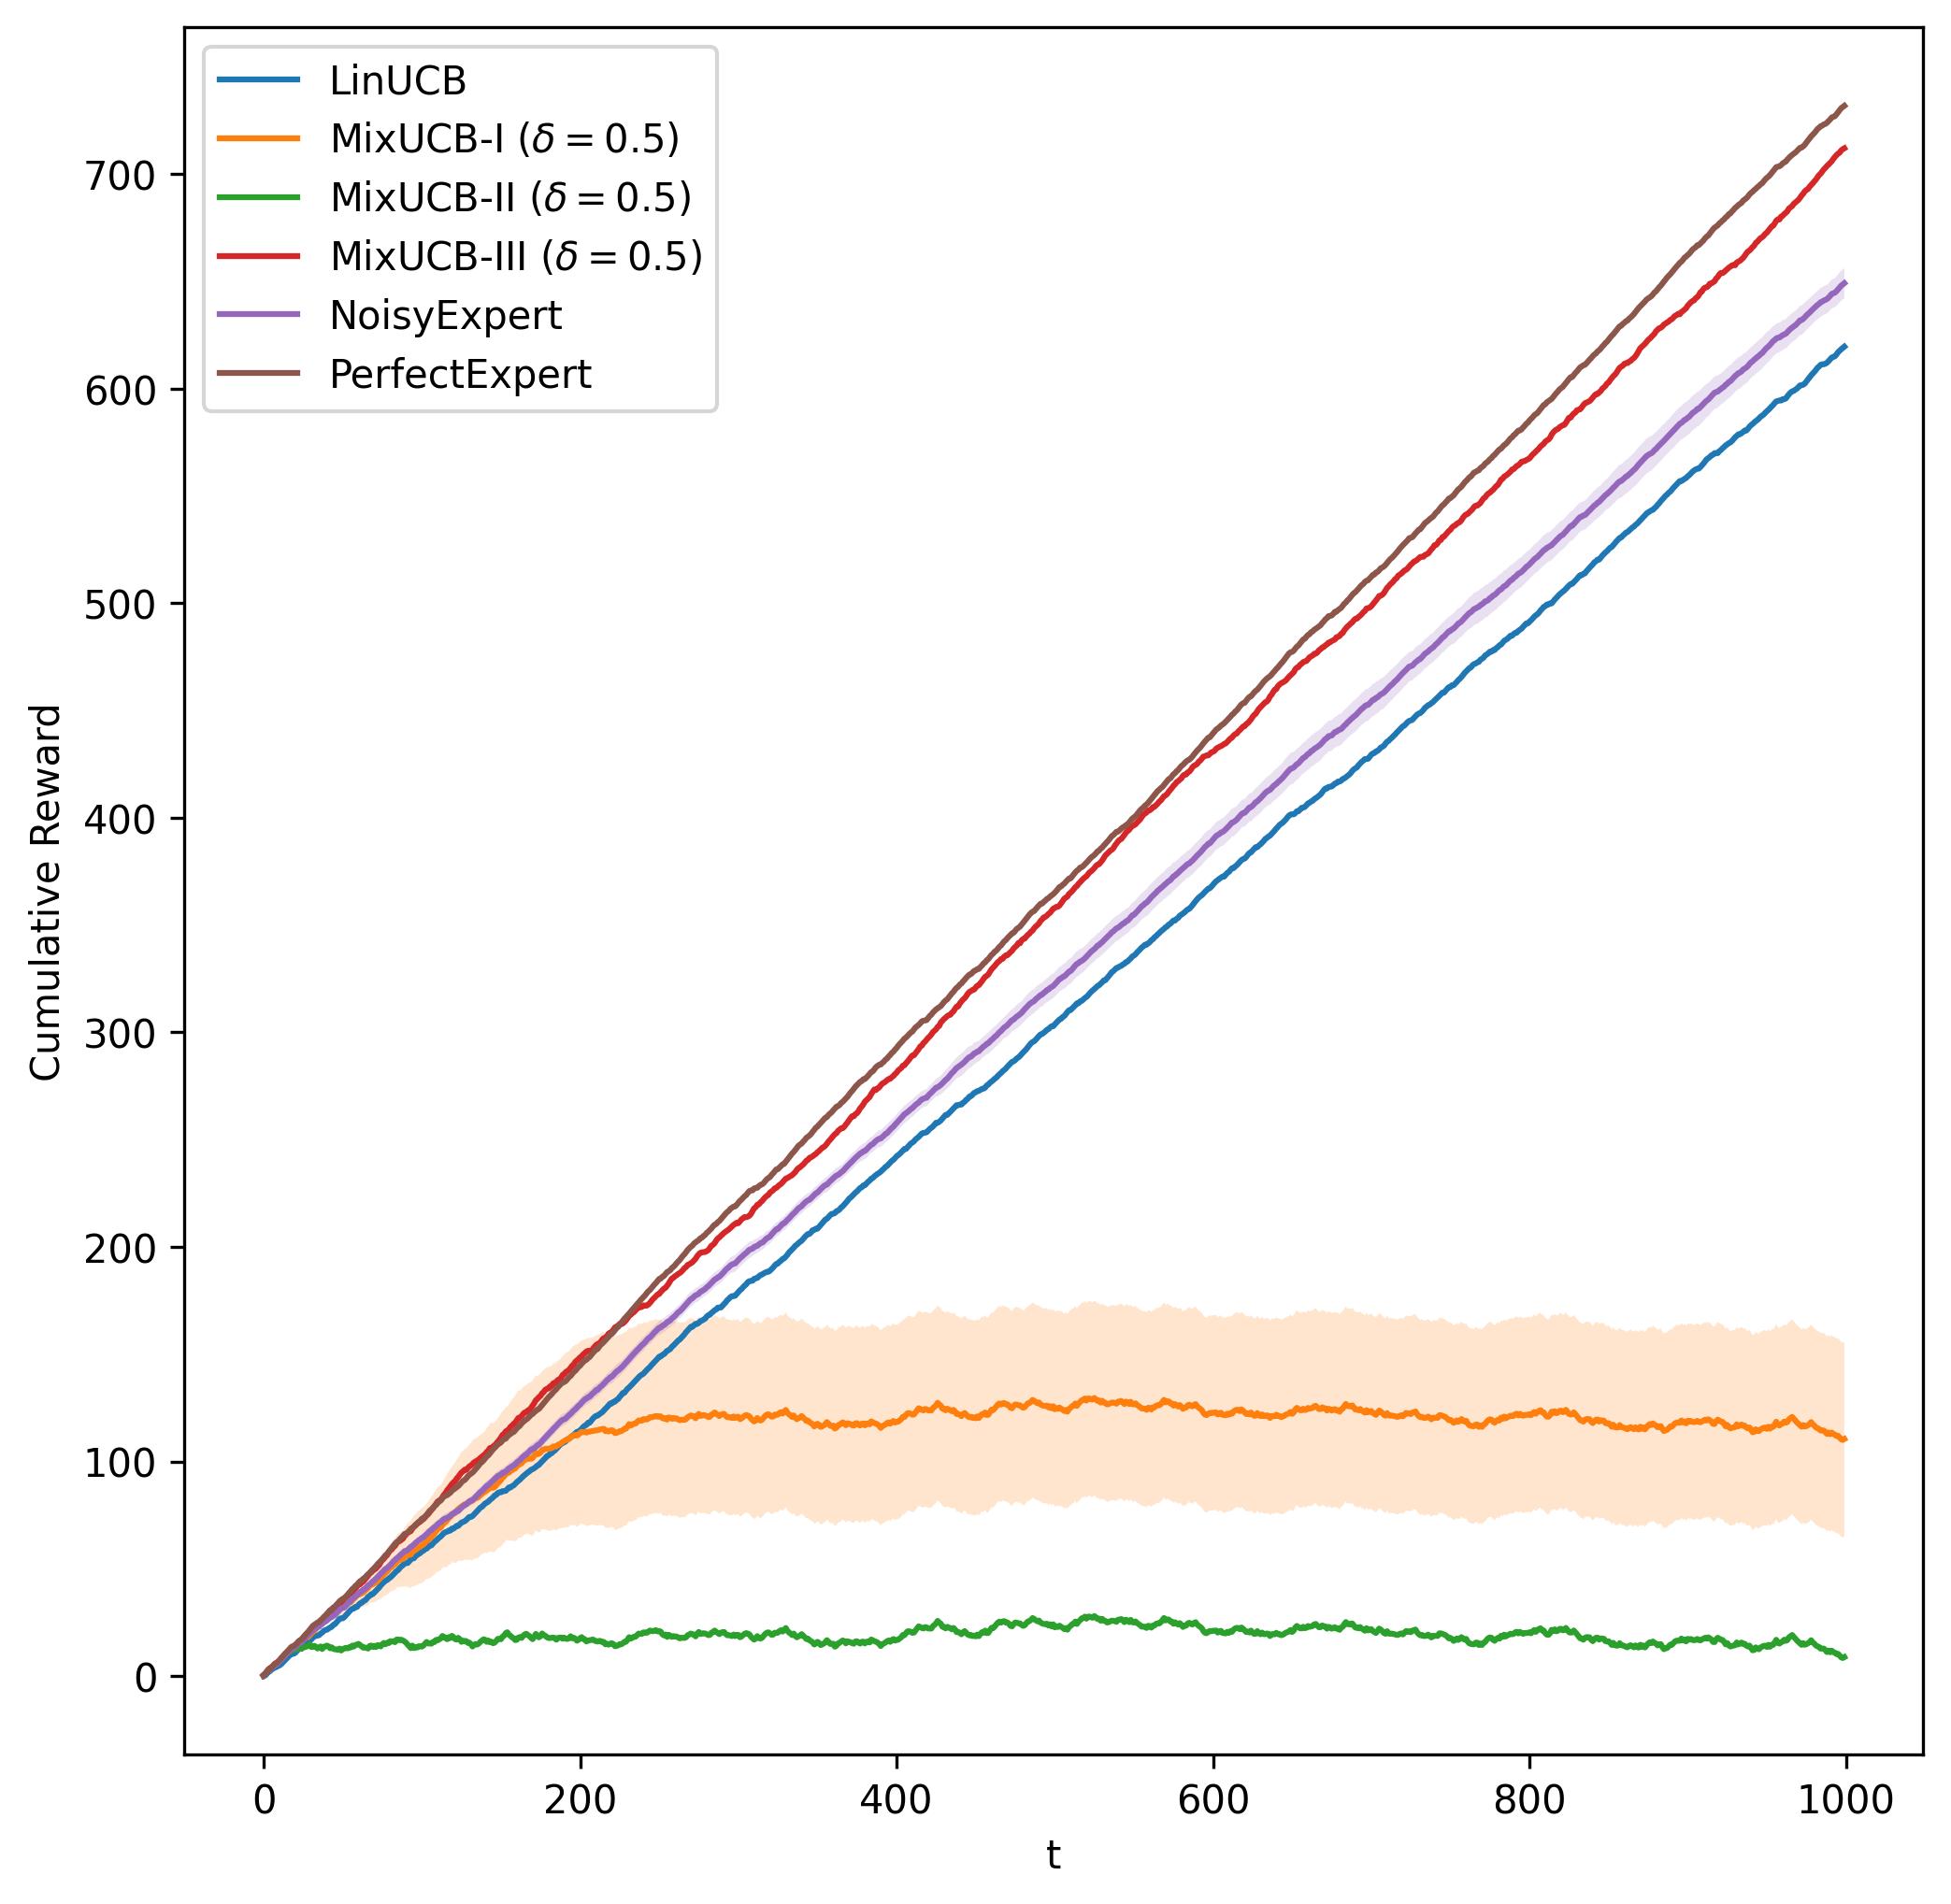 LinUCB
MixUCB-I (δ = 0.5)
MixUCB-II (δ = 0.5)
MixUCB-III (δ = 0.5)
NoisyExpert
PerfectExpert
700
600
500
400
300
200
100
0
Cumulative Reward
0 200 400 600 800 1000
t